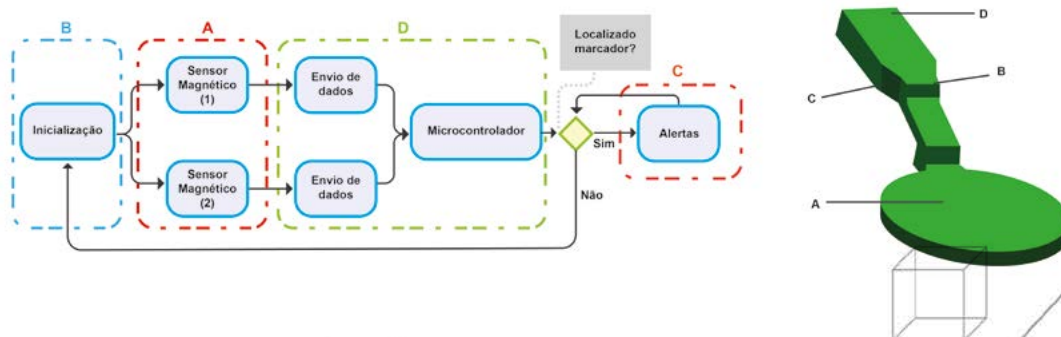 B
A
D
Localizado
marcador?
C
Inicialização
Sensor
Magnético
(1)
Envio de
dados
Microcontrolador
Sim
Alertas
Sensor
Magnético
(2)
Envio de
dados
Não
D
B
C
A